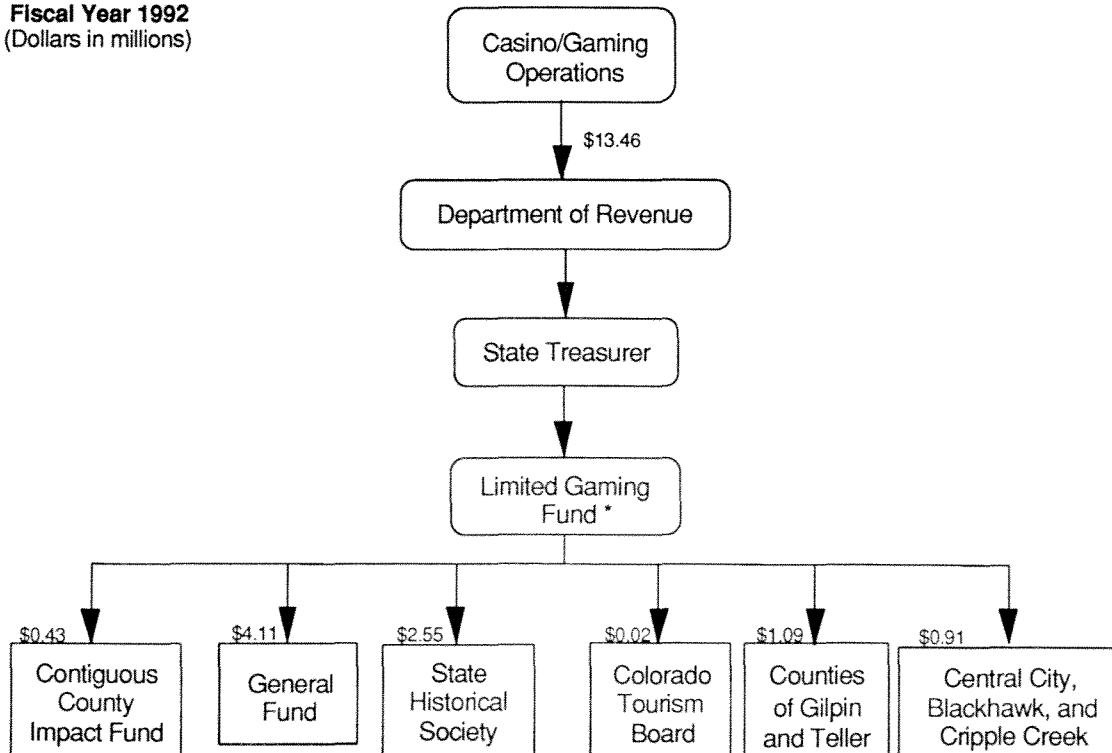 Fiscal Year 1992
(Dollars in millions)
Casino/Gaming
Operations
$13.46
Department of Revenue
State Treasurer
Limited Gaming
Fund *
$0.43
Contiguous
County
Impact Fund
$4.11
General
Fund
$2.55
State
Historical
Society
$0.02
Colorado
Tourism
Board
$1.09
Counties
of Gilpin
and Teller
$0.91
Central City,
Blackhawk, and
Cripple Creek